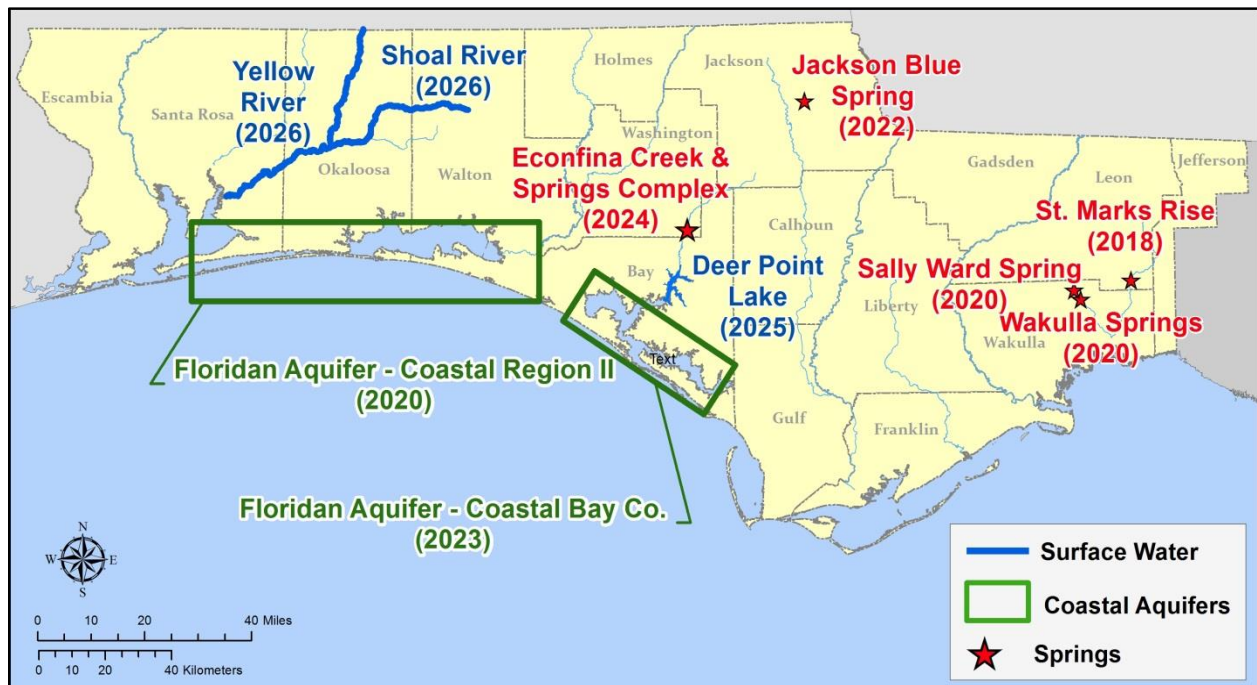 Yellow
River
(2026)
Shoal River
(2026)
Jackson Blue
Spring
(2022)
Econfina Creek &
Springs Complex
(2024)
Deer Point
Lake
(2025)
St. Marks Rise
(2018)
Sally Ward Spring
(2020)
Wakulla Springs
(2020)
Floridan Aquifer - Coastal Region II
(2020)
Floridan Aquifer - Coastal Bay Co.
(2023)
Escambia
Santa Rosa
Okaloosa
Walton
Holmes
Washington
Jackson
Bay
Text
Calhoun
Gulf
Liberty
Franklin
Gadsden
Leon
Wakulla
Jefferson
N
W E
S
0 10 20 40 Miles
0 10 20 40 Kilometers
Surface Water
Coastal Aquifers
Springs